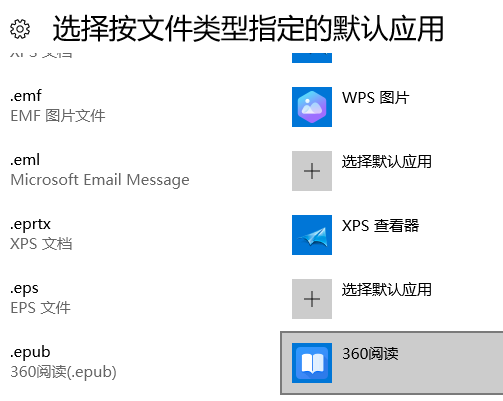 选择按文件类型指定的默认应用
XPS 文档
.emf
EMF 图片文件
WPS 图片
.eml
Microsoft Email Message
选择默认应用
.eprtx
XPS 文档
XPS 查看器
.eps
EPS 文件
选择默认应用
.epub
360阅读(.epub)
360阅读